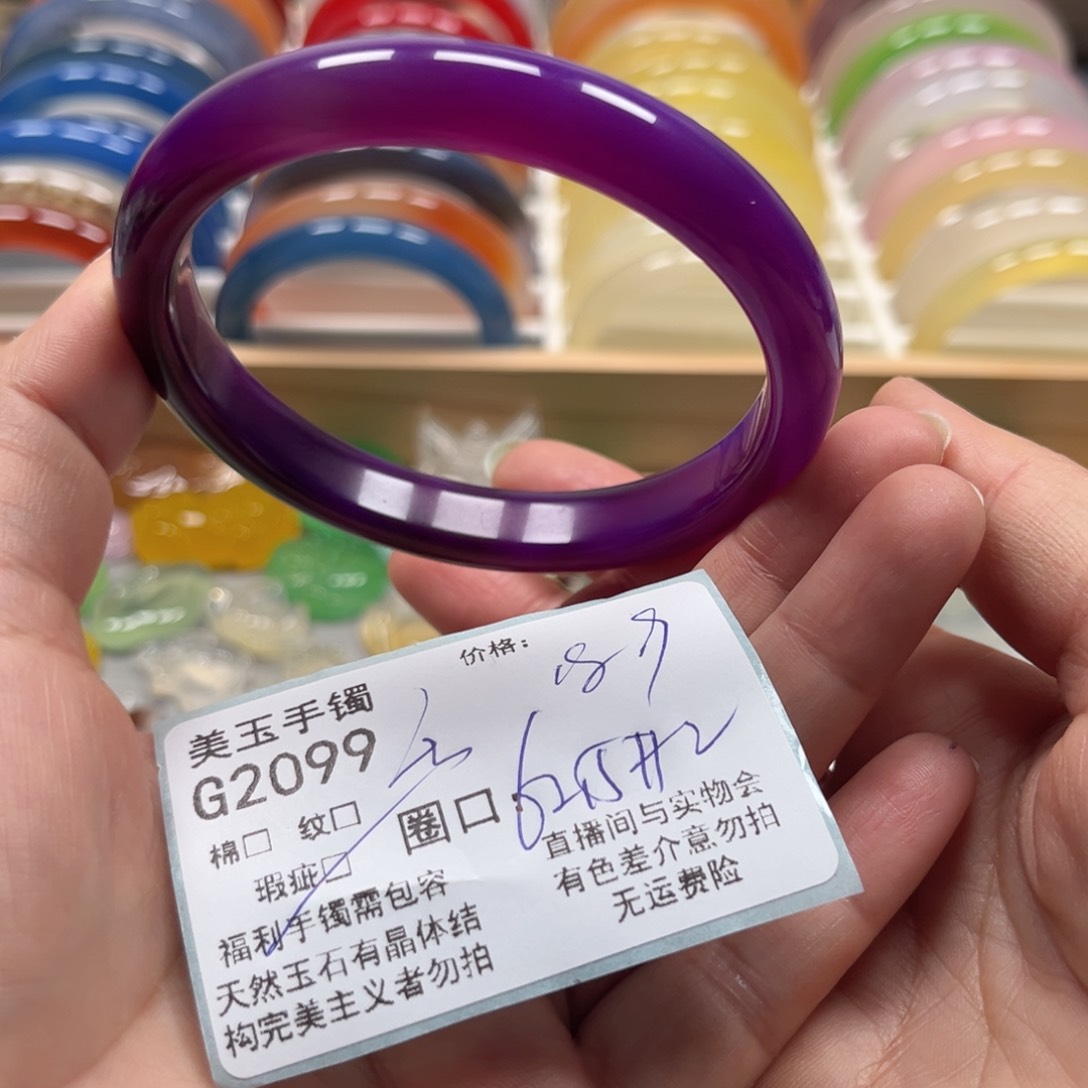 价格:
美玉手镯
G2099
棉□ 纹□
圈口:
瑕疵□
福利手镯需包容
天然玉石有晶体结
构完美主义者勿拍
直播间与实物会
有色差介意勿拍
无运费险